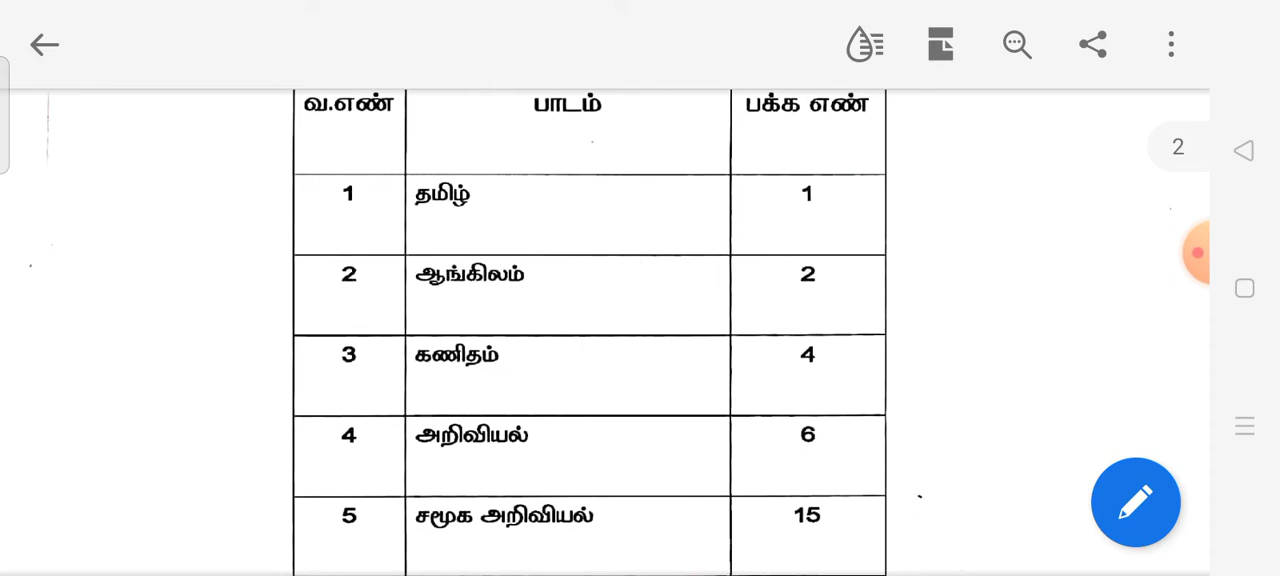 வ.எண் பாடம் பக்க எண்
2
1 தமிழ் 1
2 ஆங்கிலம் 2
3 கணிதம் 4
4 அறிவியல் 6
5 சமூக அறிவியல் 15